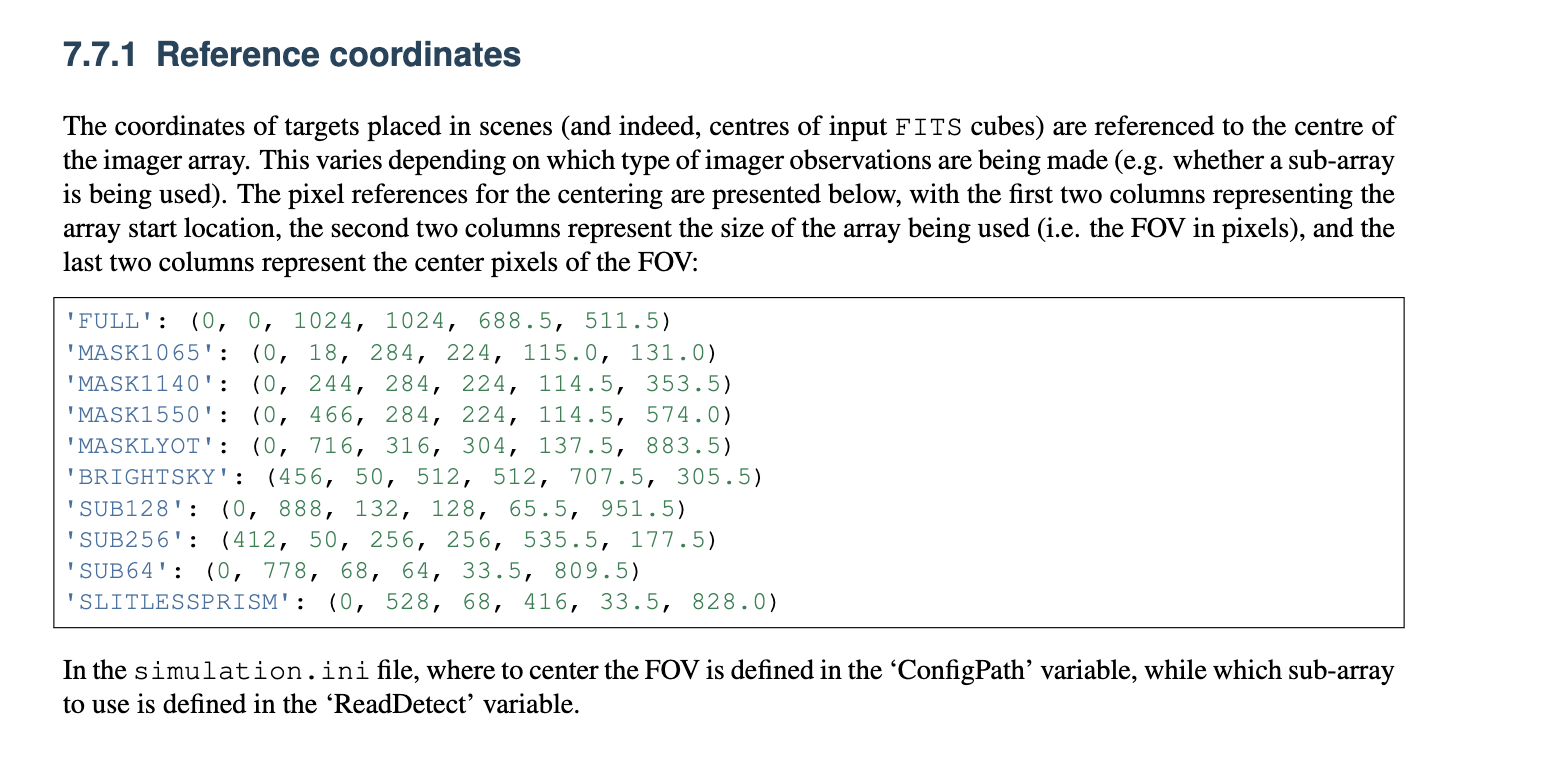 7.7.1 Reference coordinates
The coordinates of targets placed in scenes (and indeed, centres of input FITS cubes) are referenced to the centre of
the imager array. This varies depending on which type of imager observations are being made (e.g. whether a sub-array
is being used). The pixel references for the centering are presented below, with the first two columns representing the
array start location, the second two columns represent the size of the array being used (i.e. the FOV in pixels), and the
last two columns represent the center pixels of the FOV:
'FULL': (0, 0, 1024, 1024, 688.5, 511.5)
'MASK1065': (0, 18, 284, 224, 115.0, 131.0)
'MASK1140': (0, 244, 284, 224, 114.5, 353.5)
'MASK1550': (0, 466, 284, 224, 114.5, 574.0)
'MASKLYOT': (0, 716, 316, 304, 137.5, 883.5)
'BRIGHTSKY': (456, 50, 512, 512, 707.5, 305.5)
'SUB128': (0, 888, 132, 128, 65.5, 951.5)
'SUB256': (412, 50, 256, 256, 535.5, 177.5)
'SUB64': (0, 778, 68, 64, 33.5, 809.5)
'SLITLESSPRISM': (0, 528, 68, 416, 33.5, 828.0)
In the simulation.ini file, where to center the FOV is defined in the ‘ConfigPath’ variable, while which sub-array
to use is defined in the ‘ReadDetect’ variable.